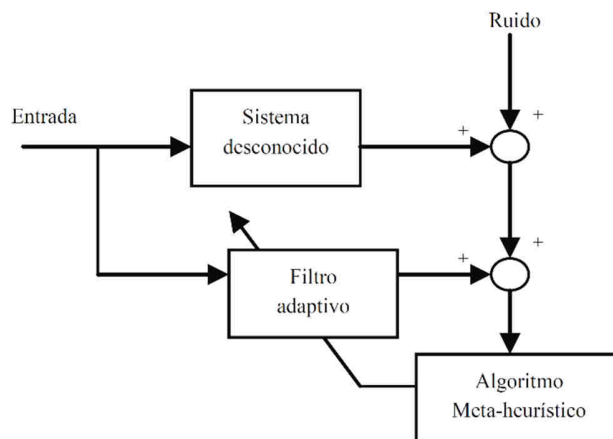 Ruido
Entrada
Sistema
desconocido
+
+
+
+
Filtro
adaptivo
Algoritmo
Meta-heurístico